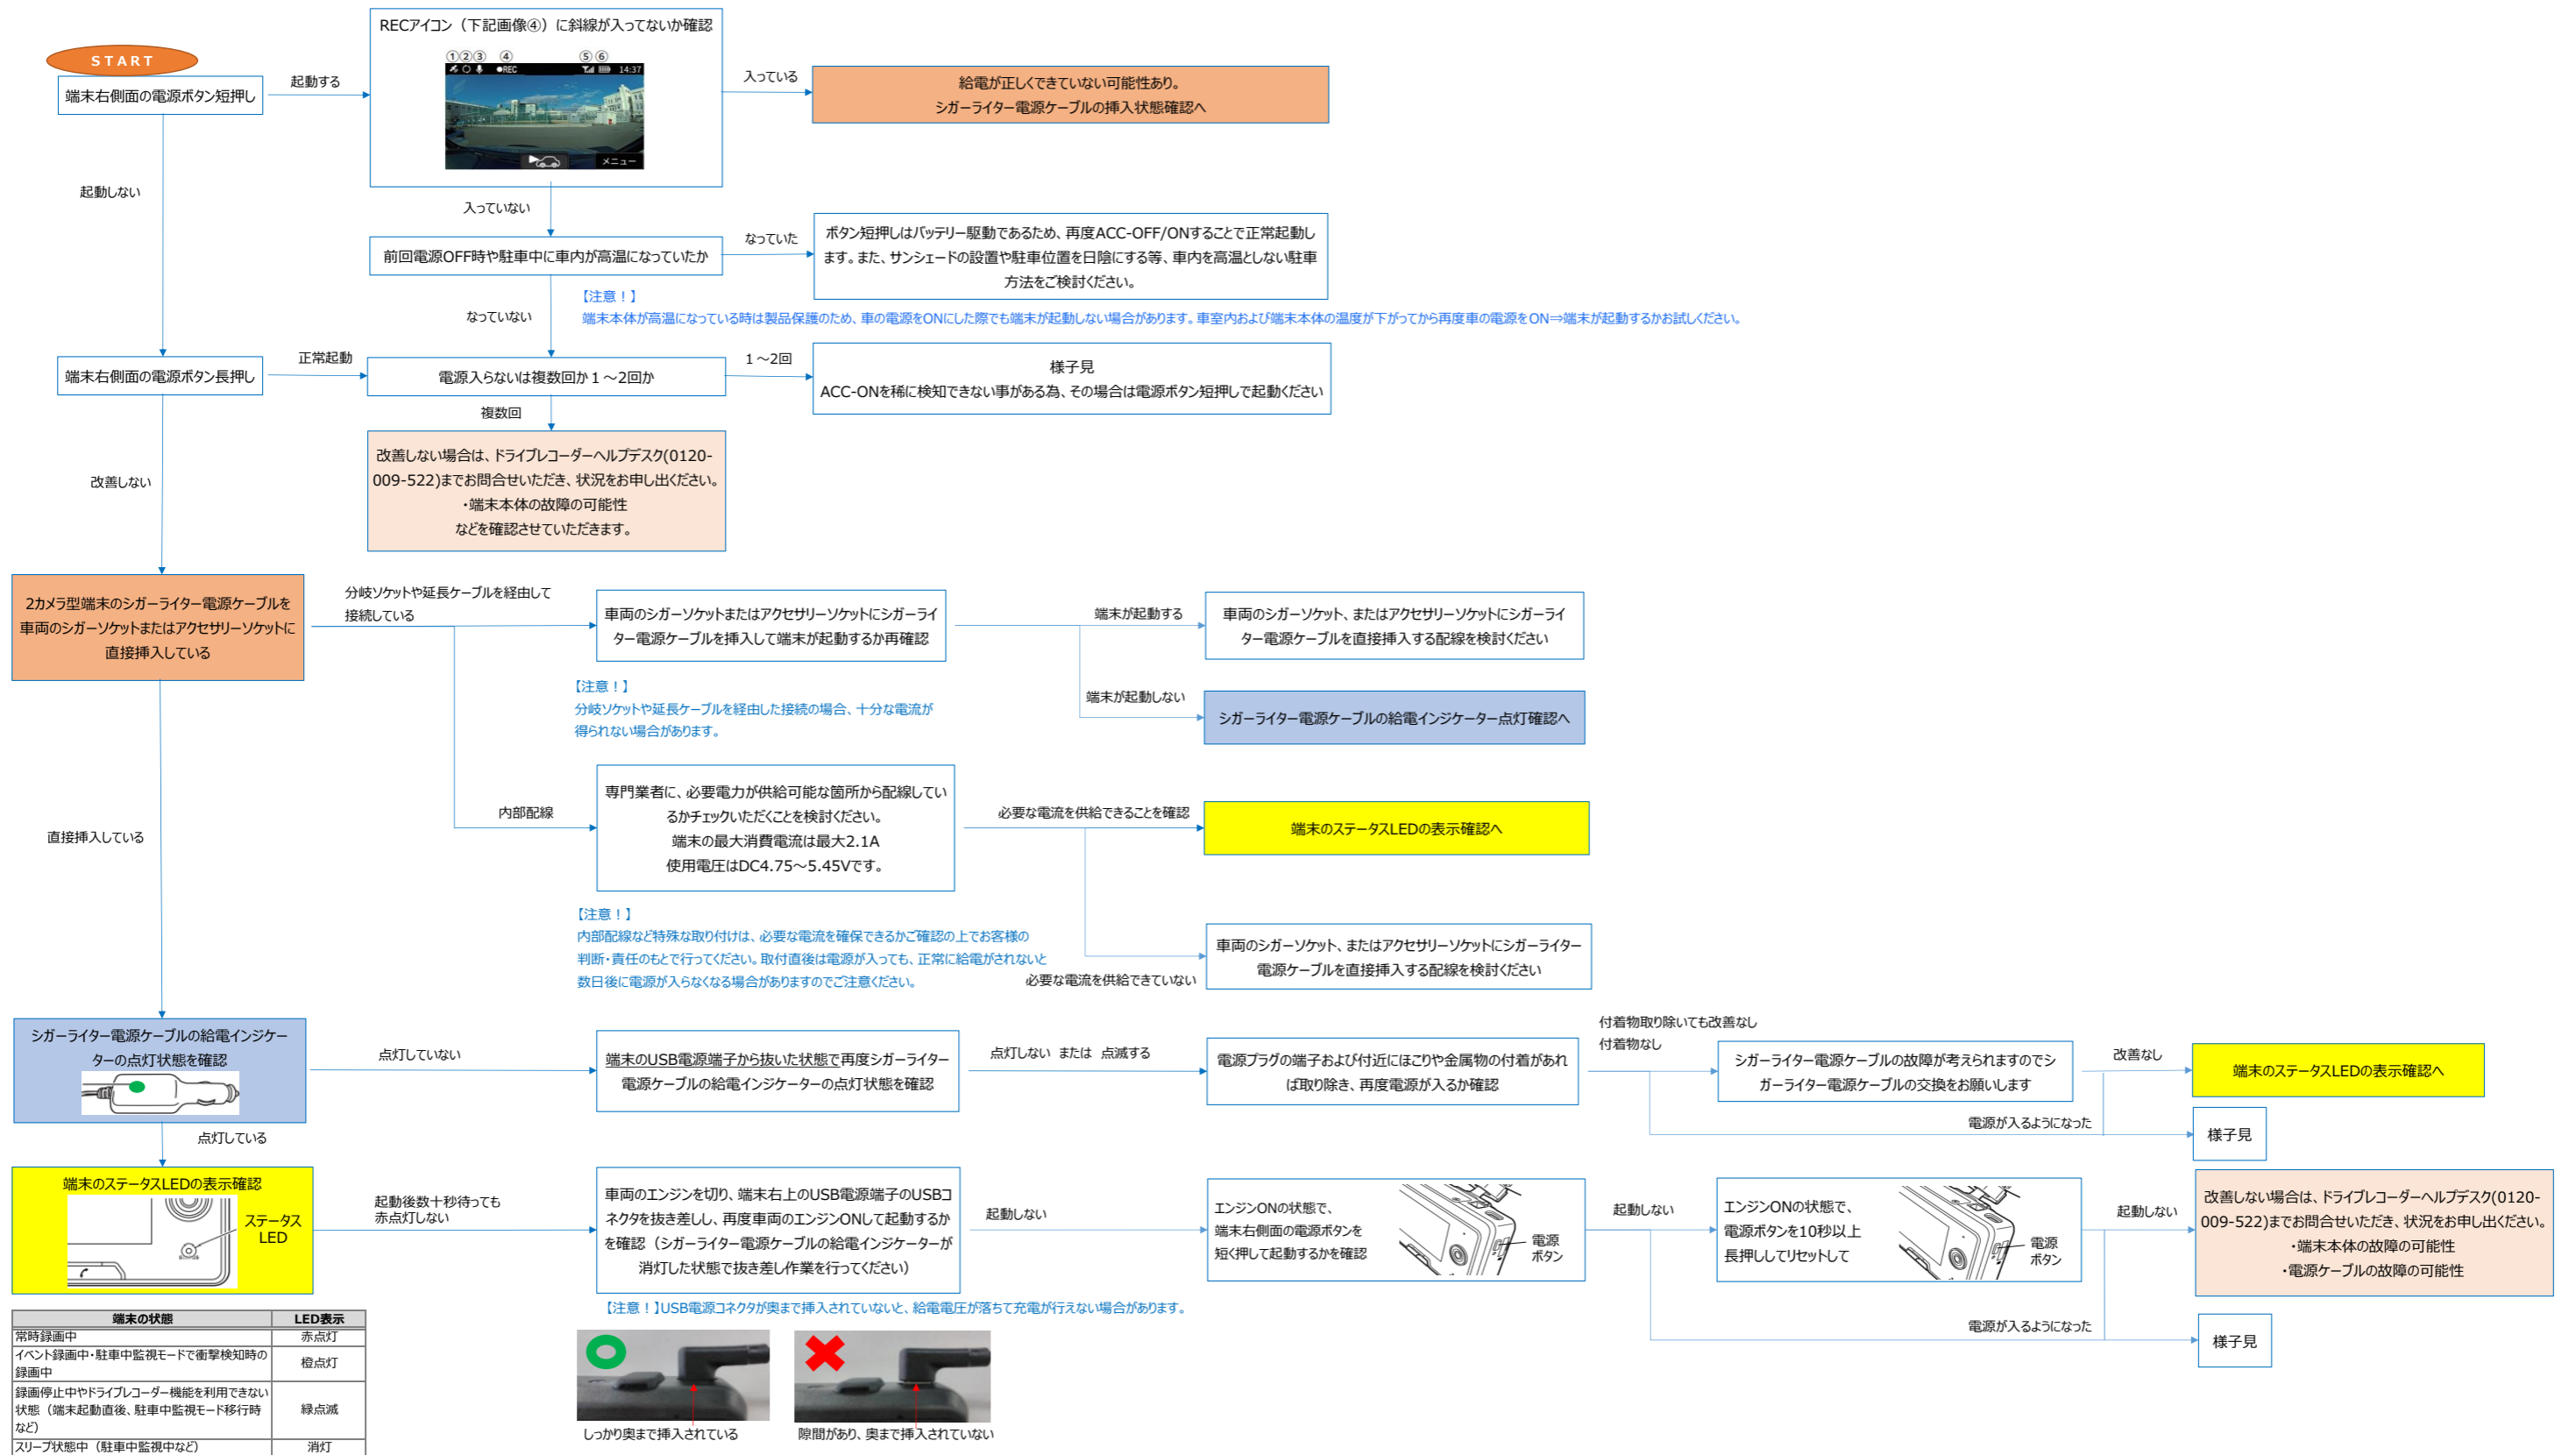 START
端末右側面の電源ボタン短押し
起動する
RECアイコン（下記画像④）に斜線が入ってないか確認
①②③ ④ ⑤⑥
●REC 14:37
メニュー
入っている
給電が正しくできていない可能性あり。
シガーライター電源ケーブルの挿入状態確認へ
起動しない
入っていない
前回電源OFF時や駐車中に車内が高温になっていたか
なっていた
ボタン短押しはバッテリー駆動であるため、再度ACC-OFF/ONすることで正常起動し
ます。また、サンシェードの設置や駐車位置を日陰にする等、車内を高温としない駐車
方法をご検討ください。
【注意！】
端末本体が高温になっている時は製品保護のため、車の電源をONにした際でも端末が起動しない場合があります。車室内および端末本体の温度が下がってから再度車の電源をON⇒端末が起動するかお試しください。
なっていない
端末右側面の電源ボタン長押し
正常起動
電源入らないは複数回か１～2回か
１～2回
様子見
ACC-ONを稀に検知できない事がある為、その場合は電源ボタン短押しで起動ください
複数回
改善しない場合は、ドライブレコーダーヘルプデスク(0120-
009-522)までお問合せいただき、状況をお申し出ください。
・端末本体の故障の可能性
などを確認させていただきます。
改善しない
2カメラ型端末のシガーライター電源ケーブルを
車両のシガーソケットまたはアクセサリーソケットに
直接挿入している
分岐ソケットや延長ケーブルを経由して
接続している
車両のシガーソケットまたはアクセサリーソケットにシガーライ
ター電源ケーブルを挿入して端末が起動するか再確認
端末が起動する
車両のシガーソケット、またはアクセサリーソケットにシガーライ
ター電源ケーブルを直接挿入する配線を検討ください
【注意！】
分岐ソケットや延長ケーブルを経由した接続の場合、十分な電流が
得られない場合があります。
端末が起動しない
シガーライター電源ケーブルの給電インジケーター点灯確認へ
内部配線
専門業者に、必要電力が供給可能な箇所から配線してい
るかチェックいただくことを検討ください。
端末の最大消費電流は最大2.1A
使用電圧はDC4.75～5.45Vです。
必要な電流を供給できることを確認
端末のステータスLEDの表示確認へ
直接挿入している
【注意！】
内部配線など特殊な取り付けは、必要な電流を確保できるかご確認の上でお客様の
判断・責任のもとで行ってください。取付直後は電源が入っても、正常に給電がされないと
数日後に電源が入らなくなる場合がありますのでご注意ください。
必要な電流を供給できていない
車両のシガーソケット、またはアクセサリーソケットにシガーライター
電源ケーブルを直接挿入する配線を検討ください
シガーライター電源ケーブルの給電インジケー
ターの点灯状態を確認
点灯していない
端末のUSB電源端子から抜いた状態で再度シガーライター
電源ケーブルの給電インジケーターの点灯状態を確認
点灯しない または 点滅する
電源プラグの端子および付近にほこりや金属物の付着があれ
ば取り除き、再度電源が入るか確認
付着物取り除いても改善なし
付着物なし
シガーライター電源ケーブルの故障が考えられますのでシ
ガーライター電源ケーブルの交換をお願いします
改善なし
端末のステータスLEDの表示確認へ
電源が入るようになった
様子見
点灯している
端末のステータスLEDの表示確認
ステータス
LED
起動後数十秒待っても
赤点灯しない
車両のエンジンを切り、端末右上のUSB電源端子のUSBコ
ネクタを抜き差しし、再度車両のエンジンONして起動するか
を確認（シガーライター電源ケーブルの給電インジケーターが
消灯した状態で抜き差し作業を行ってください）
起動しない
エンジンONの状態で、
端末右側面の電源ボタンを
短く押して起動するかを確認
電源
ボタン
起動しない
エンジンONの状態で、
電源ボタンを10秒以上
長押ししてリセットして
電源
ボタン
起動しない
改善しない場合は、ドライブレコーダーヘルプデスク(0120-
009-522)までお問合せいただき、状況をお申し出ください。
・端末本体の故障の可能性
・電源ケーブルの故障の可能性
電源が入るようになった
様子見
【注意！】USB電源コネクタが奥まで挿入されていないと、給電電圧が落ちて充電が行えない場合があります。
しっかり奥まで挿入されている
隙間があり、奥まで挿入されていない
端末の状態 LED表示
常時録画中 赤点灯
イベント録画中・駐車中監視モードで衝撃検知時の
録画中 橙点灯
録画停止中やドライブレコーダー機能を利用できない
状態（端末起動直後、駐車中監視モード移行時
など） 緑点滅
スリープ状態中（駐車中監視中など） 消灯